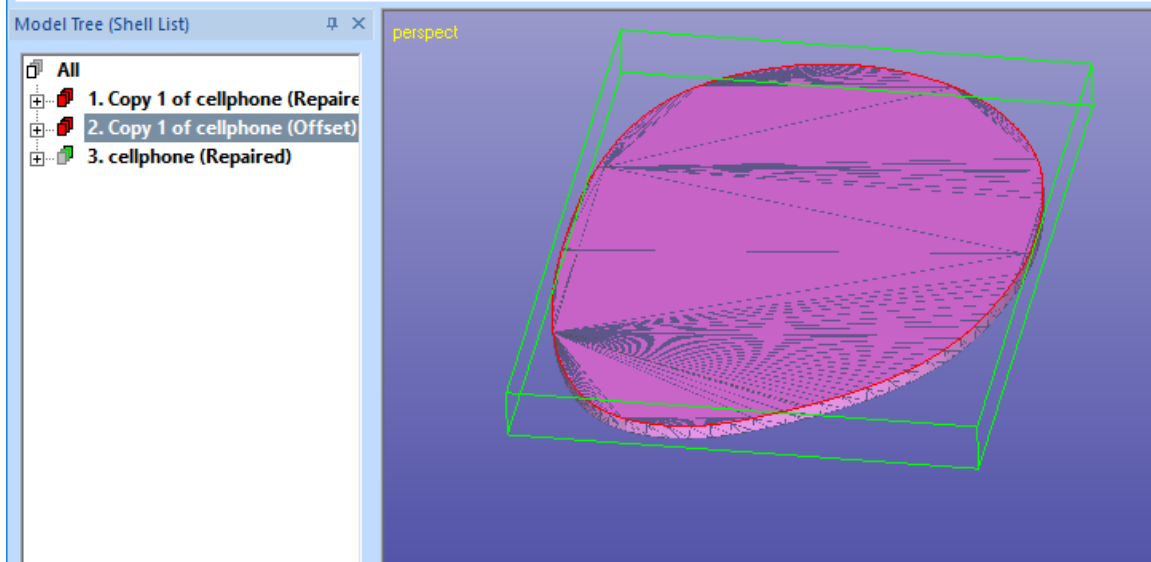 Model Tree (Shell List)
All
1. Copy 1 of cellphone (Repaire
2. Copy 1 of cellphone (Offset)
3. cellphone (Repaired)
perspect